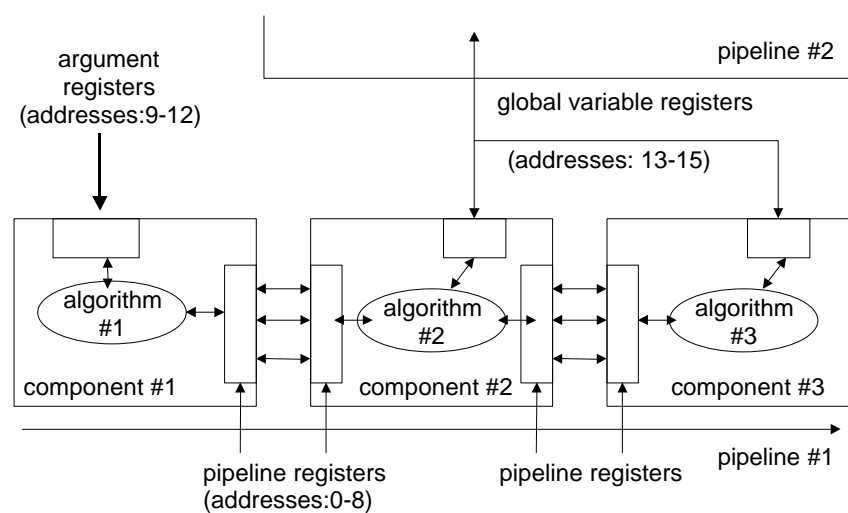 argument
registers
(addresses:9-12)
pipeline #2
global variable registers
(addresses: 13-15)
algorithm
#1
algorithm
#2
algorithm
#3
component #1
component #2
component #3
pipeline #1
pipeline registers
(addresses:0-8)
pipeline registers